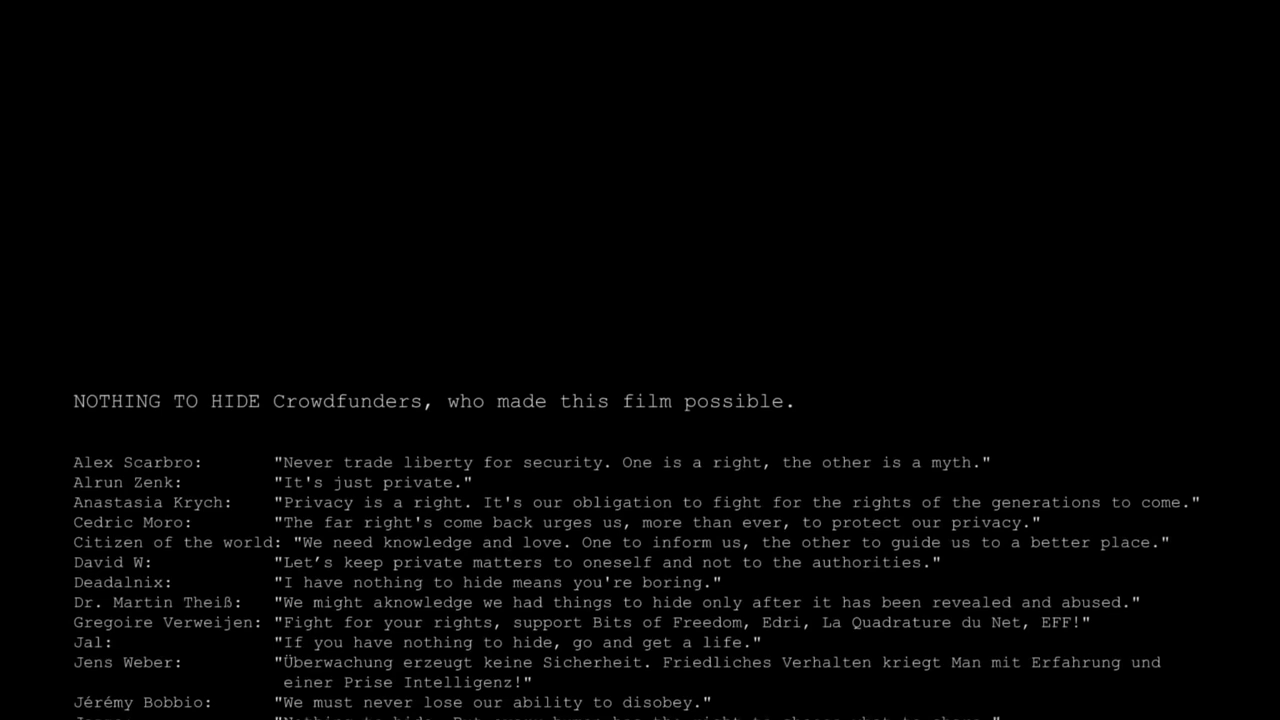 NOTHING TO HIDE Crowdfunders, who made this film possible.
Alex Scarbro: "Never trade liberty for security. One is a right, the other is a myth."
Alrun Zenk: "It's just private."
Anastasia Krych: "Privacy is a right. It's our obligation to fight for the rights of the generations to come."
Cedric Moro: "The far right's come back urges us, more than ever, to protect our privacy."
Citizen of the world: "We need knowledge and love. One to inform us, the other to guide us to a better place."
David W: "Let’s keep private matters to oneself and not to the authorities."
Deadalnix: "I have nothing to hide means you're boring."
Dr. Martin Theiß: "We might aknowledge we had things to hide only after it has been revealed and abused."
Gregoire Verweijen: "Fight for your rights, support Bits of Freedom, Edri, La Quadrature du Net, EFF!"
Jal: "If you have nothing to hide, go and get a life."
Jens Weber: "Überwachung erzeugt keine Sicherheit. Friedliches Verhalten kriegt Man mit Erfahrung und
einer Prise Intelligenz!"
Jérémy Bobbio: "We must never lose our ability to disobey."